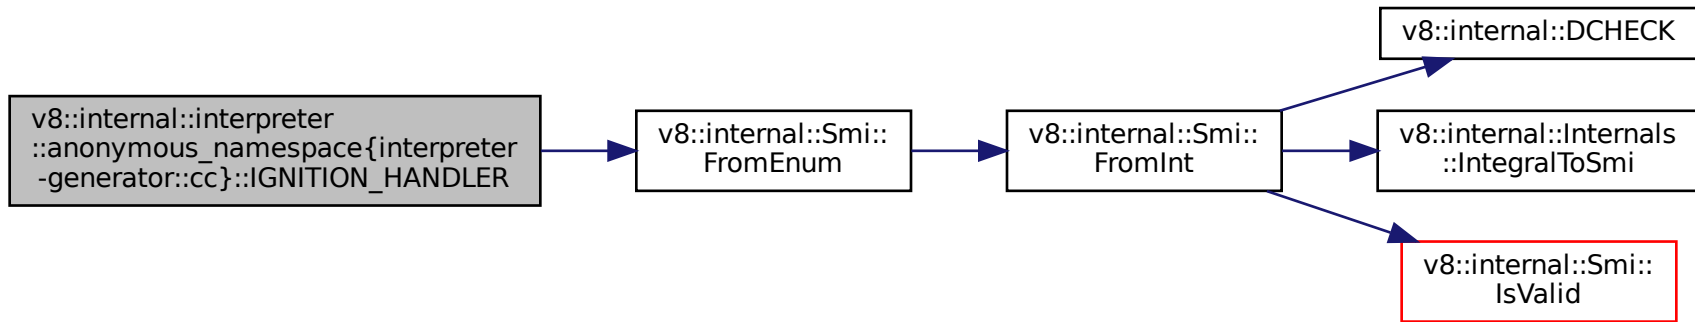 v8::internal::interpreter
::anonymous_namespace{interpreter
-generator::cc}::IGNITION_HANDLER
v8::internal::Smi::
FromEnum
v8::internal::Smi::
FromInt
v8::internal::DCHECK
v8::internal::Internals
::IntegralToSmi
v8::internal::Smi::
IsValid